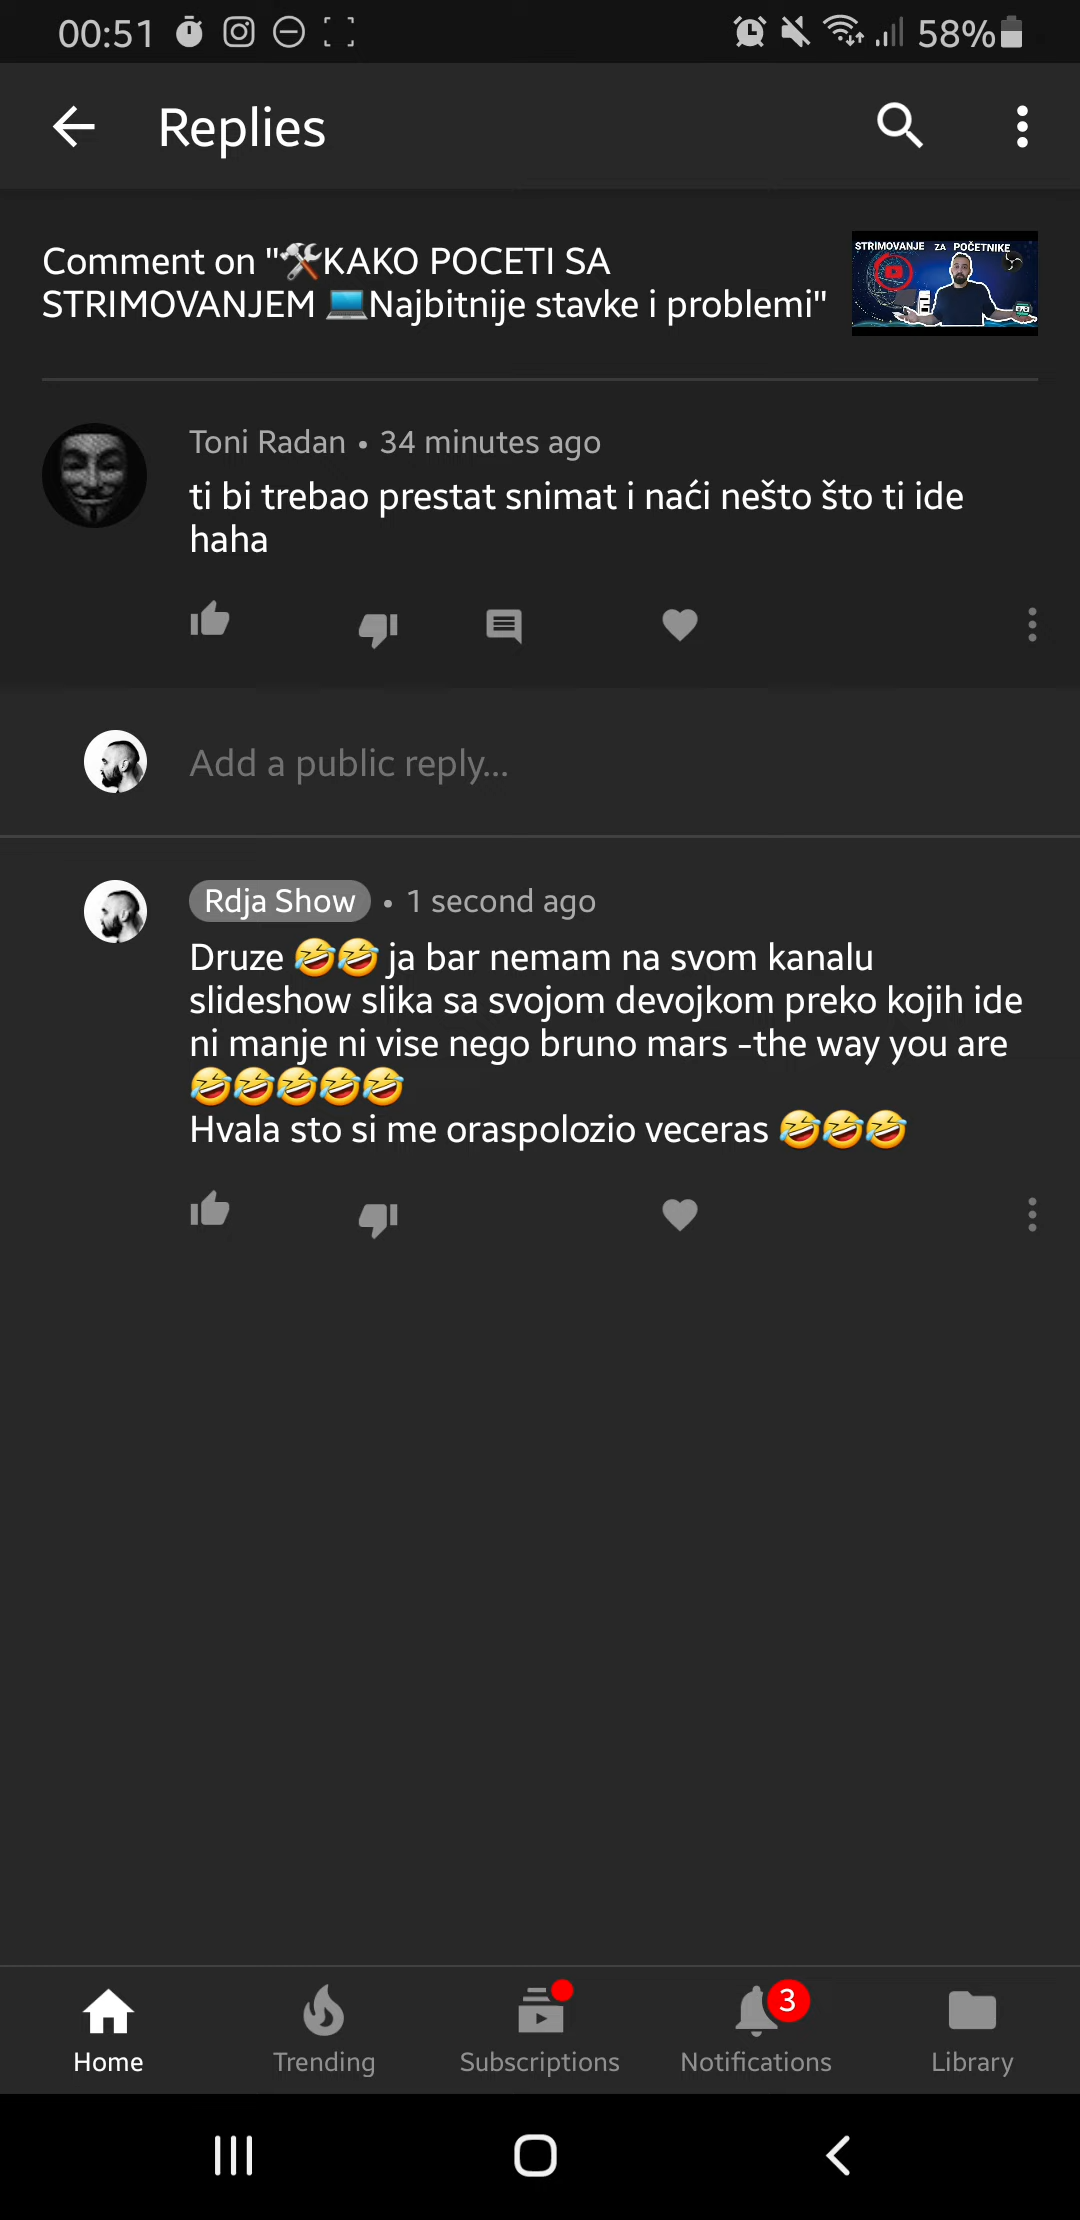 00:51
58%
Replies
Comment on "🛠KAKO POCETI SA
STRIMOVANJEM 💻Najbitnije stavke i problemi"
STRIMOVANJE ZA POČETNIKE
Toni Radan • 34 minutes ago
ti bi trebao prestat snimat i naći nešto što ti ide
haha
Add a public reply...
Rdja Show • 1 second ago
Druze 🤣🤣 ja bar nemam na svom kanalu
slideshow slika sa svojom devojkom preko kojih ide
ni manje ni vise nego bruno mars -the way you are
🤣🤣🤣🤣🤣
Hvala sto si me oraspolozio veceras 🤣🤣🤣
3
Home
Trending
Subscriptions
Notifications
Library